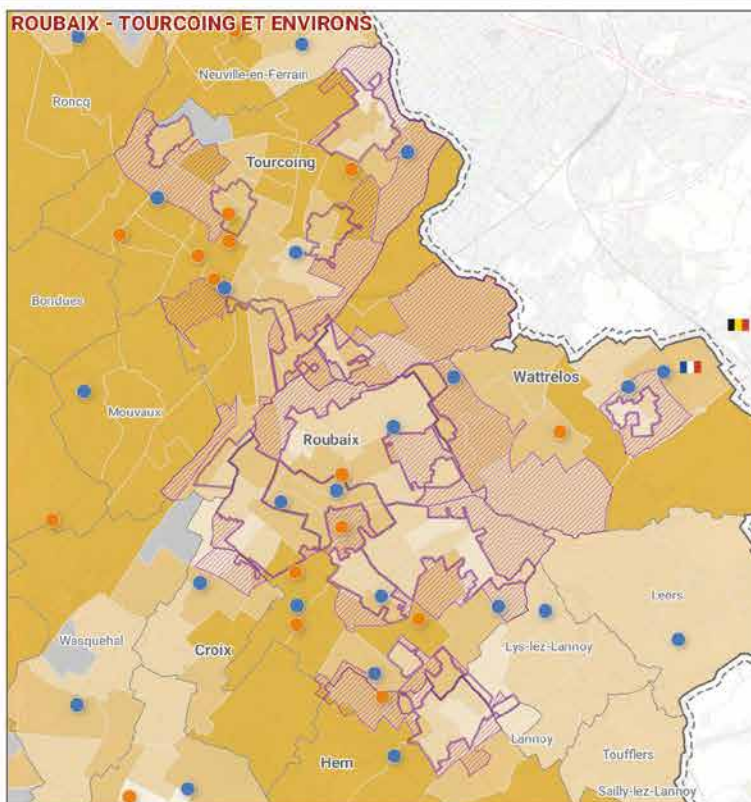 ROUBAIX - TOURCOING ET ENVIRONS
Neuville-en-Ferrain
Roncq
Tourcoing
Bondues
Wattrelos
Mouvaux
Roubaix
Leers
Wasquehal
Croix
Lys-lez-Lannoy
Lannoy
Hem
Toufflers
Sailly-lez-Lannoy